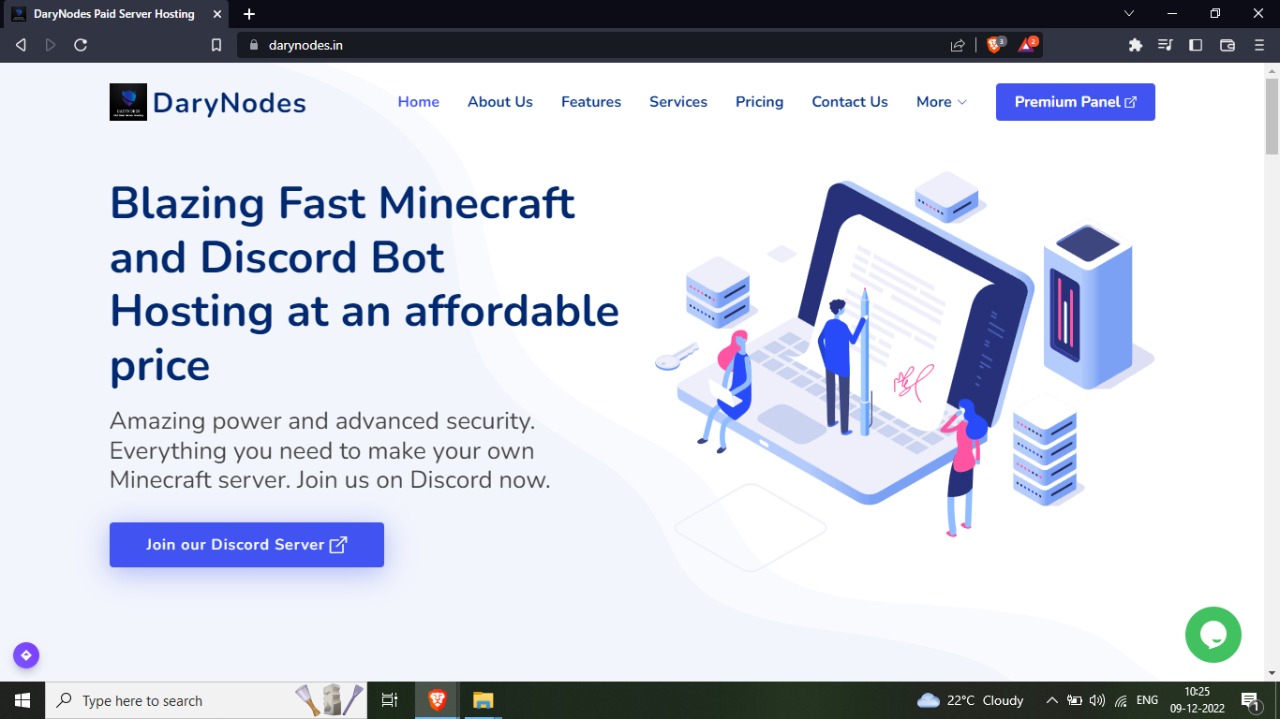 DaryNodes Paid Server Hosting
darynodes.in
3
2
DaryNodes
Home
About Us
Features
Services
Pricing
Contact Us
More
Premium Panel
Blazing Fast Minecraft
and Discord Bot
Hosting at an affordable
price
Amazing power and advanced security.
Everything you need to make your own
Minecraft server. Join us on Discord now.
Join our Discord Server
Type here to search
22°C Cloudy
ENG
10:25
09-12-2022
1